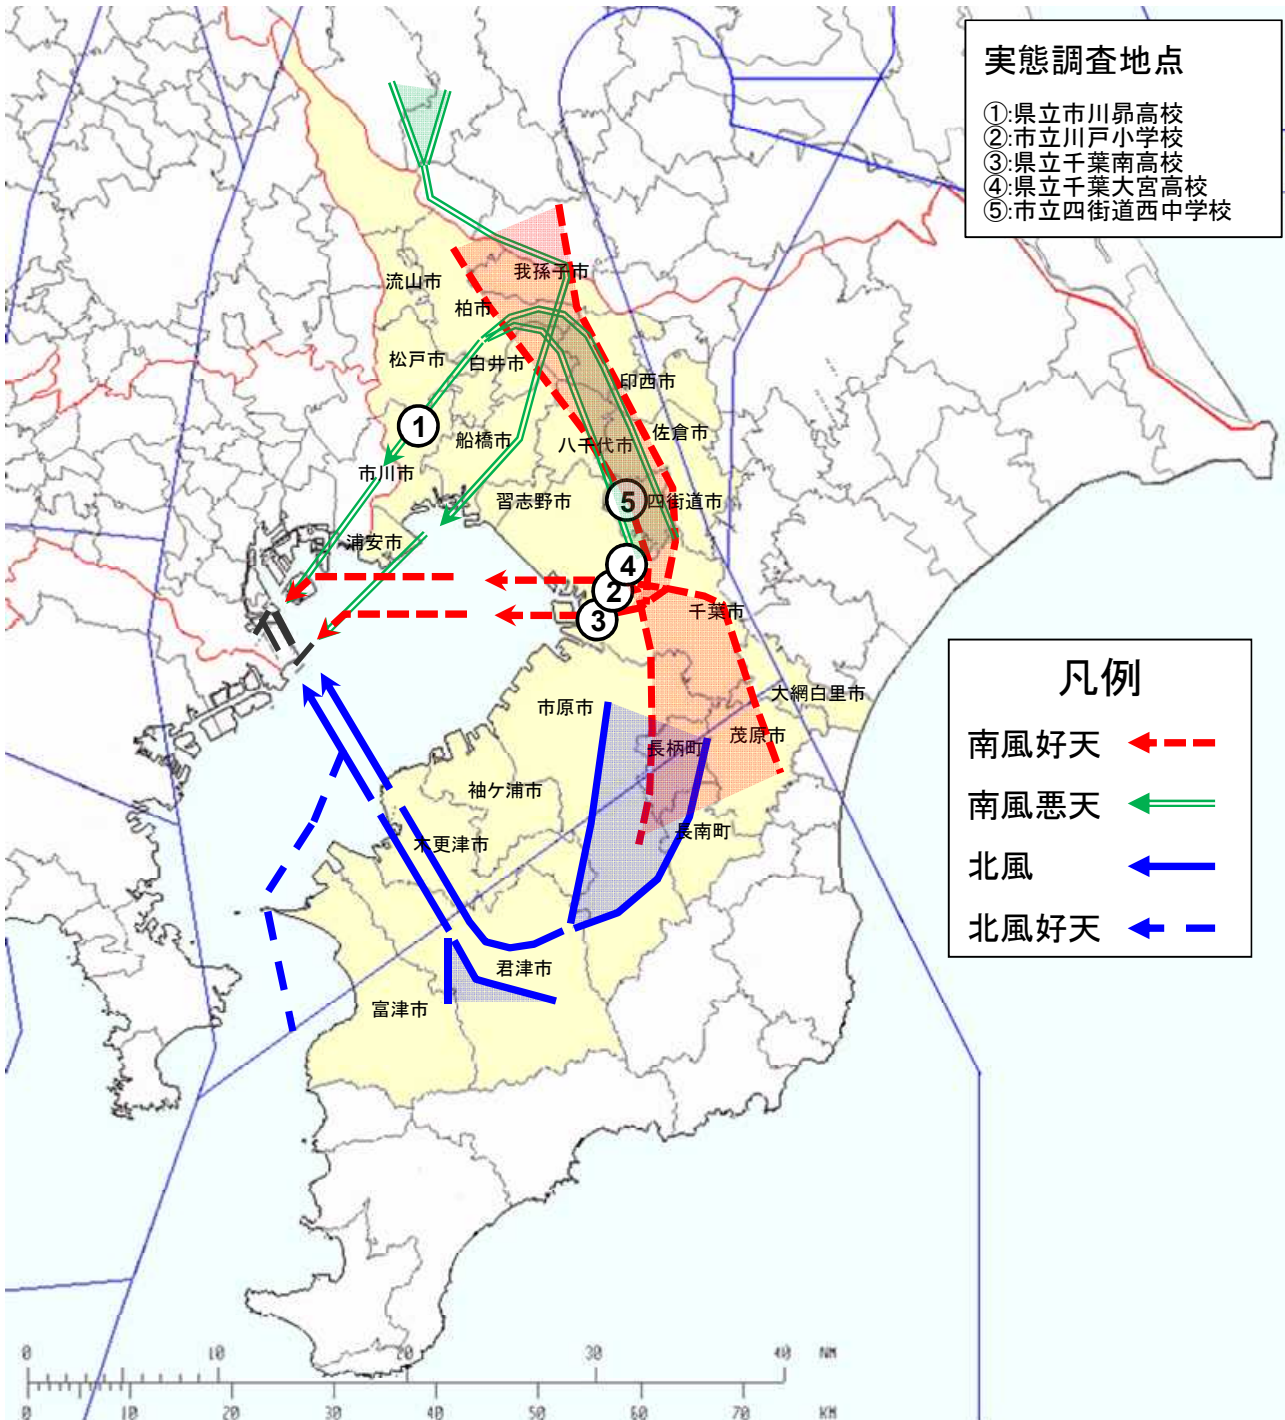 実態調査地点
①:県立市川昴高校
②:市立川戸小学校
③:県立千葉南高校
④:県立千葉大宮高校
⑤:市立四街道西中学校
我孫子市
流山市
柏市
松戸市
白井市
印西市
1
船橋市
八千代市
佐倉市
市川市
習志野市
5
四街道市
浦安市
4
2
千葉市
3
大網白里市
市原市
茂原市
長柄町
袖ケ浦市
長南町
木更津市
君津市
富津市
凡例
南風好天
南風悪天
北風
北風好天
0 10 20 30 40 NM
0 10 20 30 40 50 60 70 KM